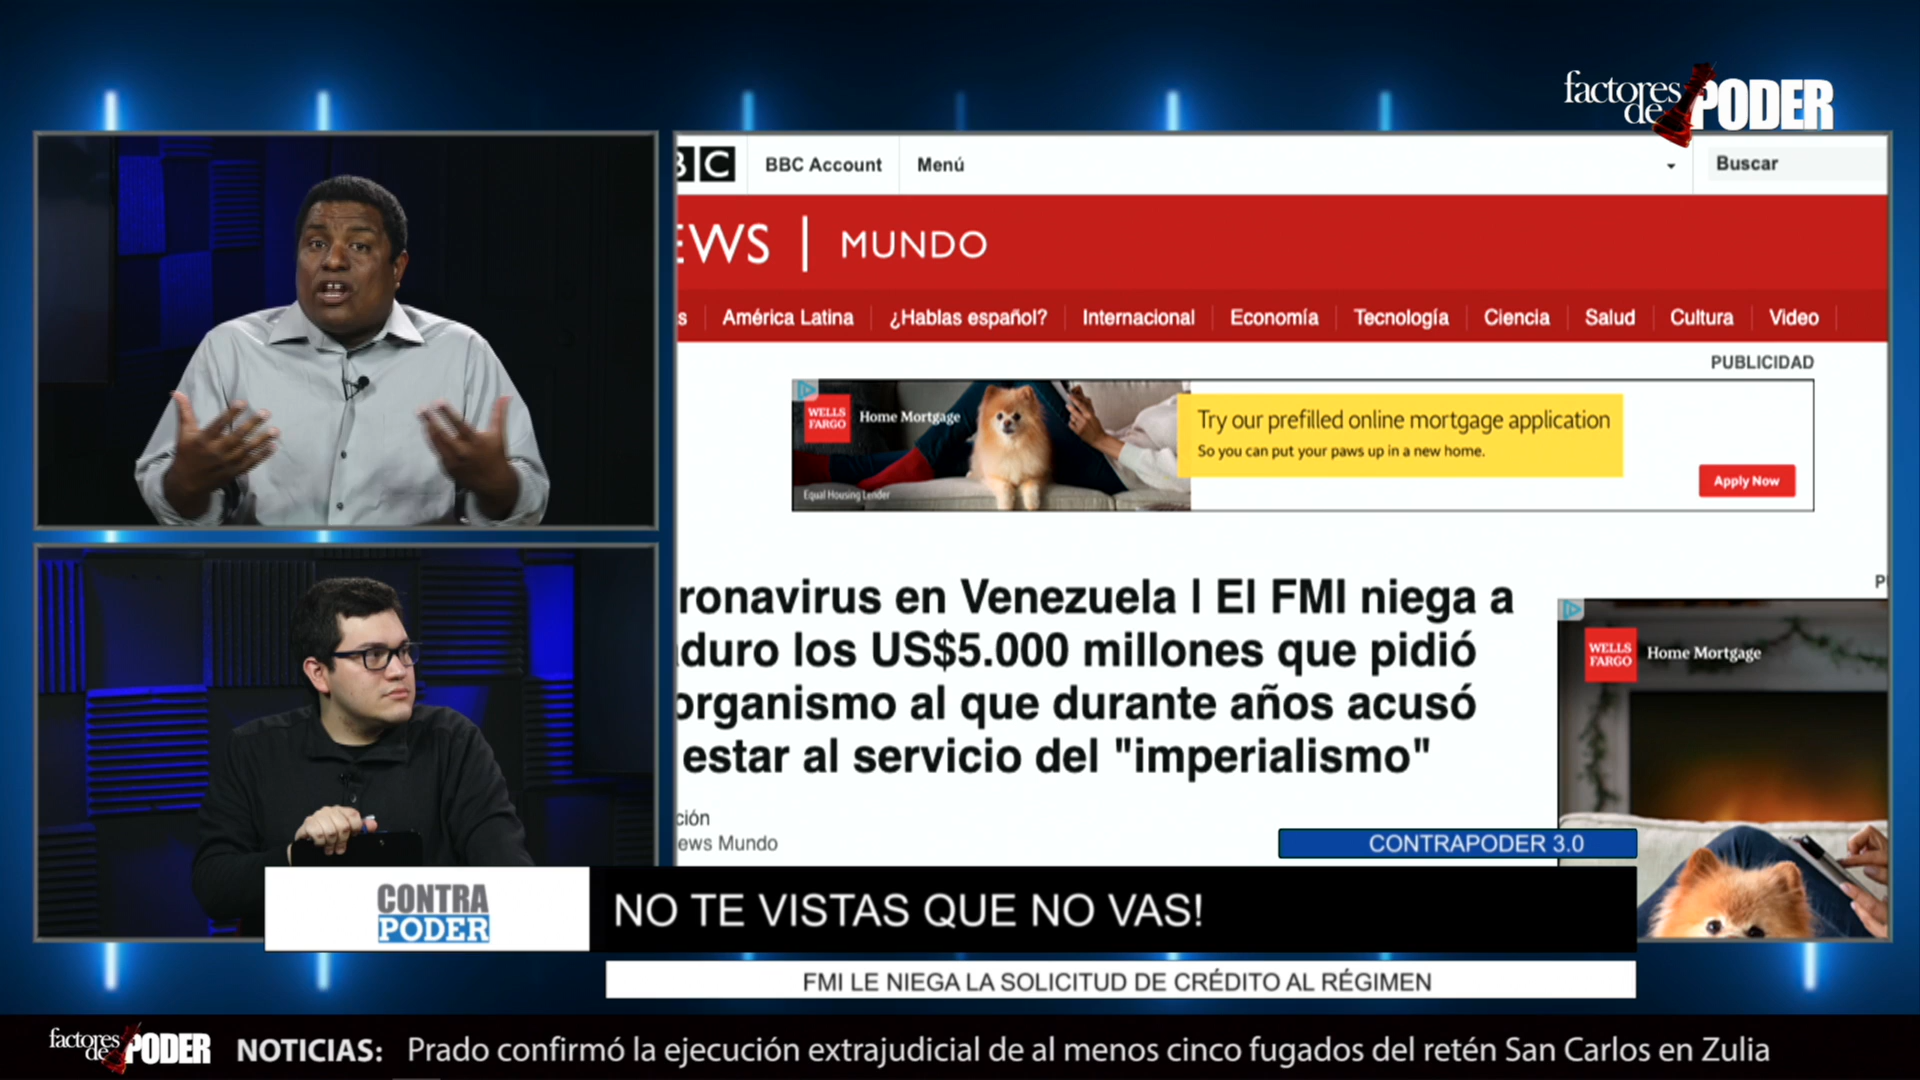 factores
de PODER
BC
BBC Account
Menú
Buscar
EWS | MUNDO
s
América Latina
¿Hablas español?
Internacional
Economía
Tecnología
Ciencia
Salud
Cultura
Video
PUBLICIDAD
WELLS
FARGO
Home Mortgage
Equal Housing Lender
Try our prefilled online mortgage application
So you can put your paws up in a new home.
Apply Now
P
ronavirus en Venezuela | El FMI niega a
aduro los US$5.000 millones que pidió
organismo al que durante años acusó
estar al servicio del "imperialismo"
WELLS
FARGO
Home Mortgage
ción
ews Mundo
CONTRAPODER 3.0
CONTRA
PODER
NO TE VISTAS QUE NO VAS!
FMI LE NIEGA LA SOLICITUD DE CRÉDITO AL RÉGIMEN
factores
de PODER
NOTICIAS: Prado confirmó la ejecución extrajudicial de al menos cinco fugados del retén San Carlos en Zulia